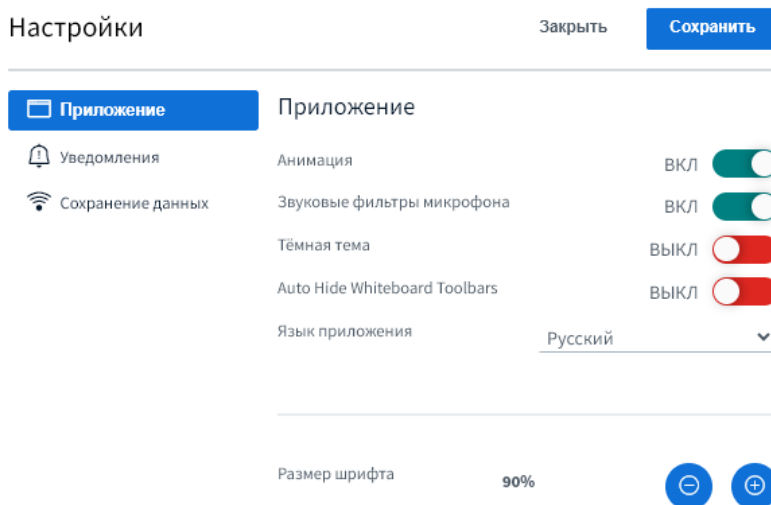 Настройки
Закрыть
Сохранить
Приложение
Уведомления
Сохранение данных
Приложение
Анимация ВКЛ
Звуковые фильтры микрофона ВКЛ
Тёмная тема ВЫКЛ
Auto Hide Whiteboard Toolbars ВЫКЛ
Язык приложения Русский
Размер шрифта 90%